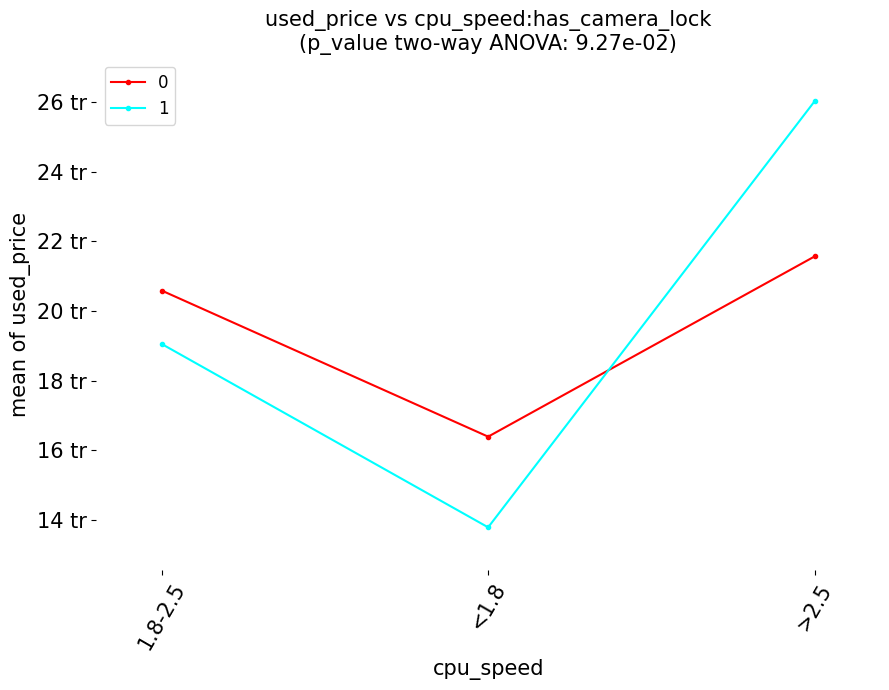 used_price vs cpu_speed:has_camera_lock
(p_value two-way ANOVA: 9.27e-02)
0
1
26 tr
24 tr
22 tr
20 tr
18 tr
16 tr
14 tr
mean of used_price
1.8-2.5
<1.8
>2.5
cpu_speed